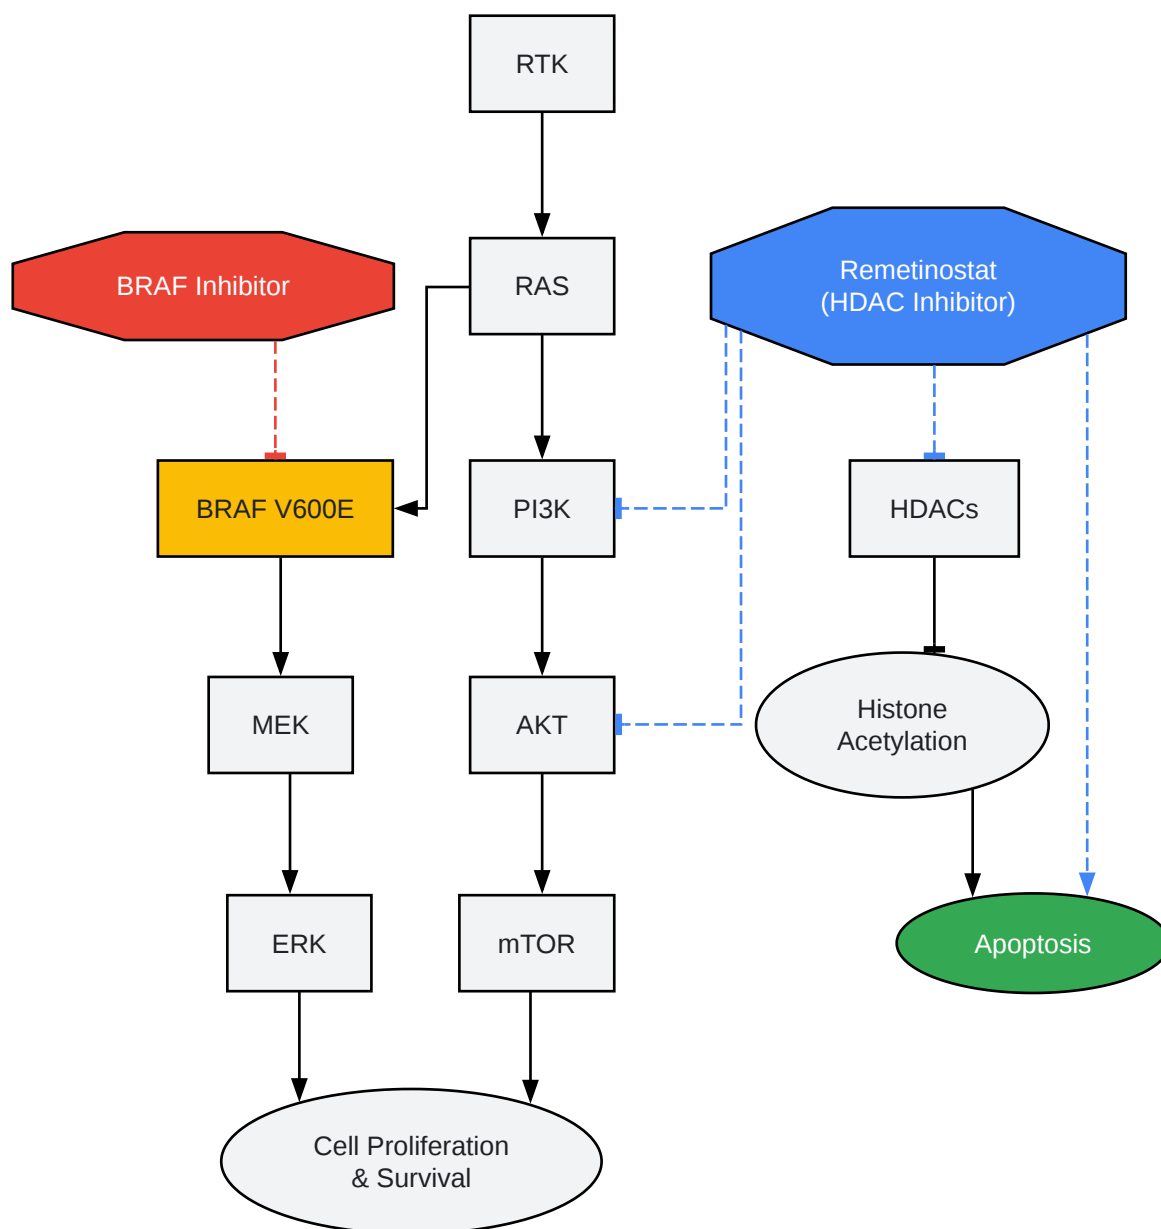 RTK
BRAF Inhibitor
RAS
Remetinostat
(HDAC Inhibitor)
BRAF V600E
PI3K
HDACs
MEK
AKT
Histone
Acetylation
ERK
mTOR
Apoptosis
Cell Proliferation
& Survival